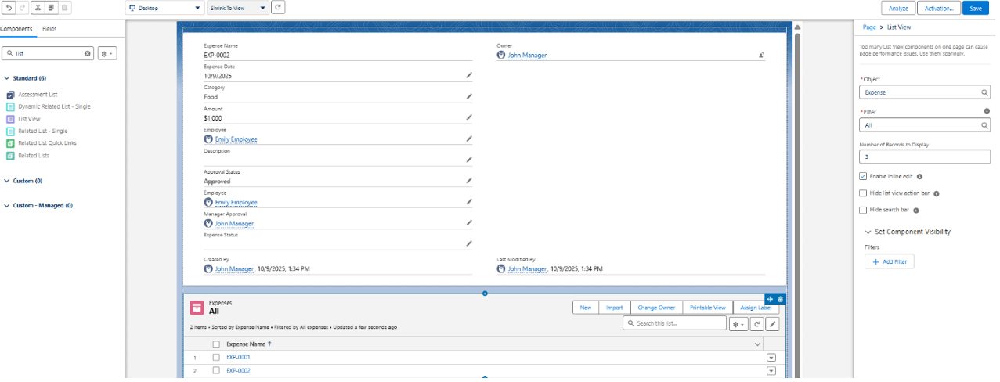 Desktop
Shrink To View
Analyze
Activation...
Save
Components
Fields
list
Standard (6)
Assessment List
Dynamic Related List - Single
List View
Related List - Single
Related List Quick Links
Related Lists
Custom (0)
Custom - Managed (0)
Expense Name
EXP-0002
Owner
John Manager
Expense Date
10/9/2025
Category
Food
Amount
$1,000
Employee
Emily Employee
Description
Approval Status
Approved
Employee
Emily Employee
Manager Approval
John Manager
Expense Status
Created By
John Manager, 10/9/2025, 1:34 PM
Last Modified By
John Manager, 10/9/2025, 1:34 PM
Expenses
All
New
Import
Change Owner
Printable View
Assign Label
2 items • Sorted by Expense Name • Filtered by All expenses • Updated a few seconds ago
Search this list...
Expense Name ↑
1 EXP-0001
2 EXP-0002
Page > List View
Too many List View components on one page can cause
page performance issues. Use them sparingly.
*Object
Expense
*Filter
All
Number of Records to Display
3
Enable inline edit
Hide list view action bar
Hide search bar
Set Component Visibility
Filters
+ Add Filter